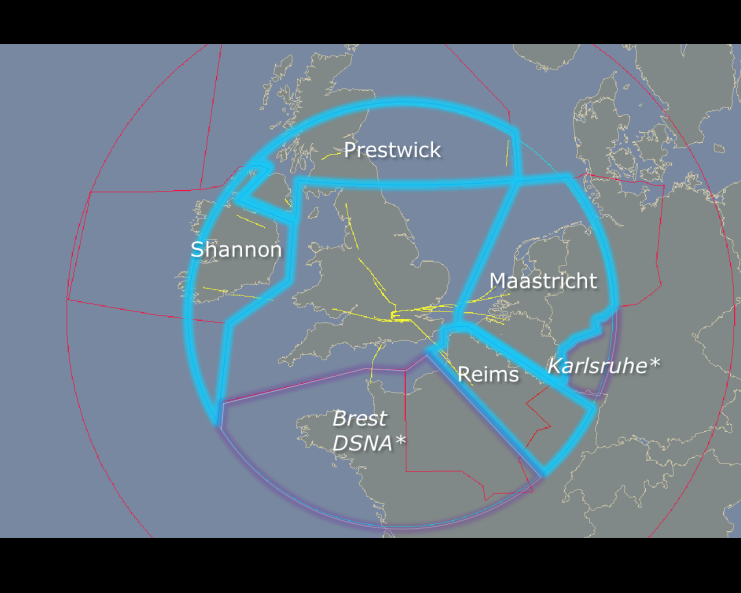 Prestwick
Shannon
Maastricht
Karlsruhe*
Reims
Brest
DSNA*